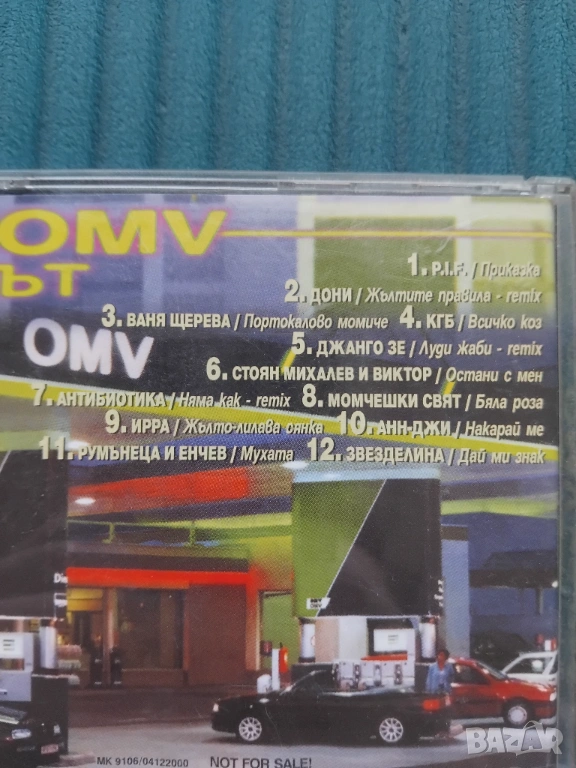 OMV
ЪТ
1. P.I.F. / Приказка
2. ДОНИ / Жълтите правила - remix
3. ВАНЯ ЩЕРЕВА / Портокалово момиче 4. КГБ / Всичко коз
OMV
5. ДЖАНГО ЗЕ / Луди жаби - remix
6. СТОЯН МИХАЛЕВ И ВИКТОР / Остани с мен
7. АНТИБИОТИКА / Няма как - remix 8. МОМЧЕШКИ СВЯТ / Бяла роза
9. ИРРА / Жълто-лилава оянка 10. АНН-ДЖИ / Накарай ме
11. РУМЪНЕЦА И ЕНЧЕВ / Мухата 12. ЗВЕЗДЕЛИНА / Дай ми знак
OMV
MK 9106/04122000 NOT FOR SALE!
BAZAR